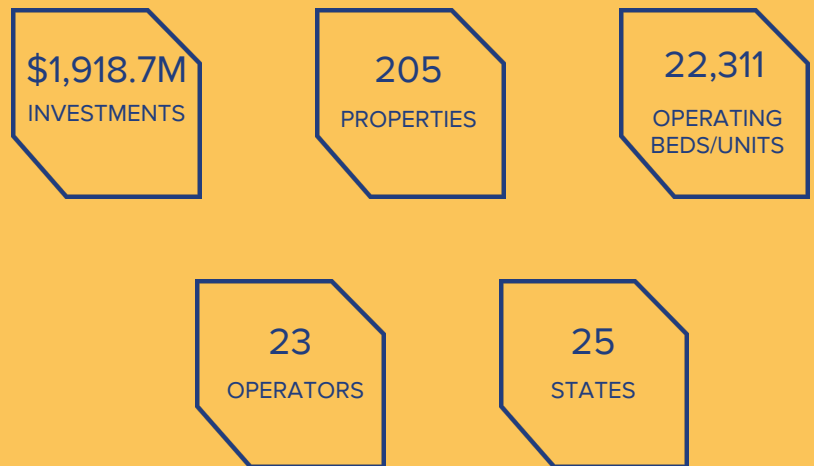 $1,918.7M
INVESTMENTS
205
PROPERTIES
22,311
OPERATING
BEDS/UNITS
23
OPERATORS
25
STATES